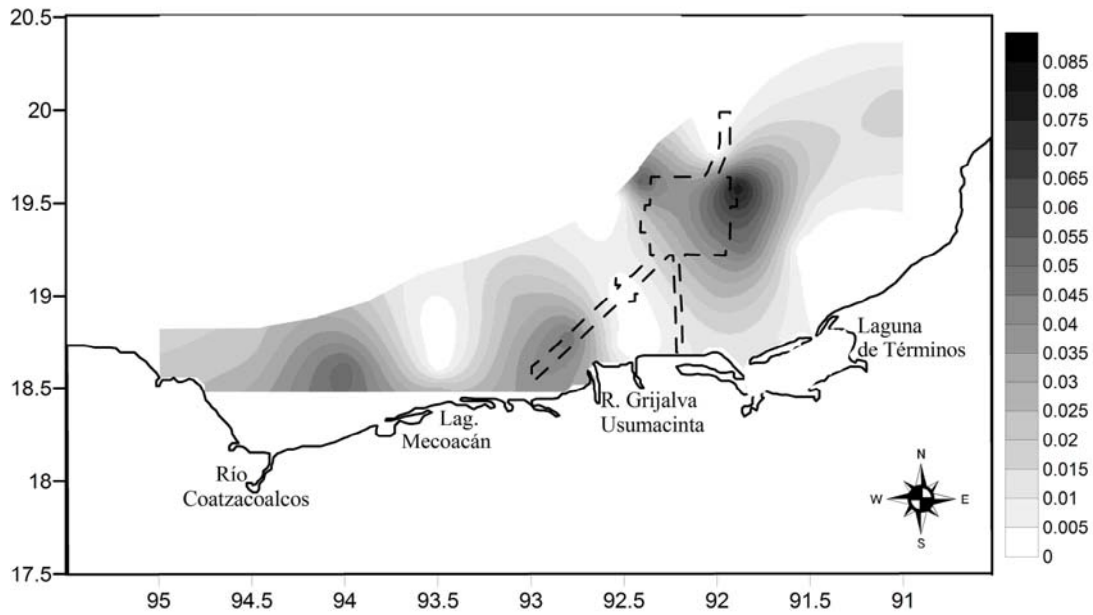 20.5
20
19.5
19
18.5
18
17.5
95
94.5
94
93.5
93
92.5
92
91.5
91
0.085
0.08
0.075
0.07
0.065
0.06
0.055
0.05
0.045
0.04
0.035
0.03
0.025
0.02
0.015
0.01
0.005
0
Laguna
de Términos
R. Grijalva
Usumacinta
Lag.
Mecoacán
Río
Coatzacoalcos
N
W
E
S